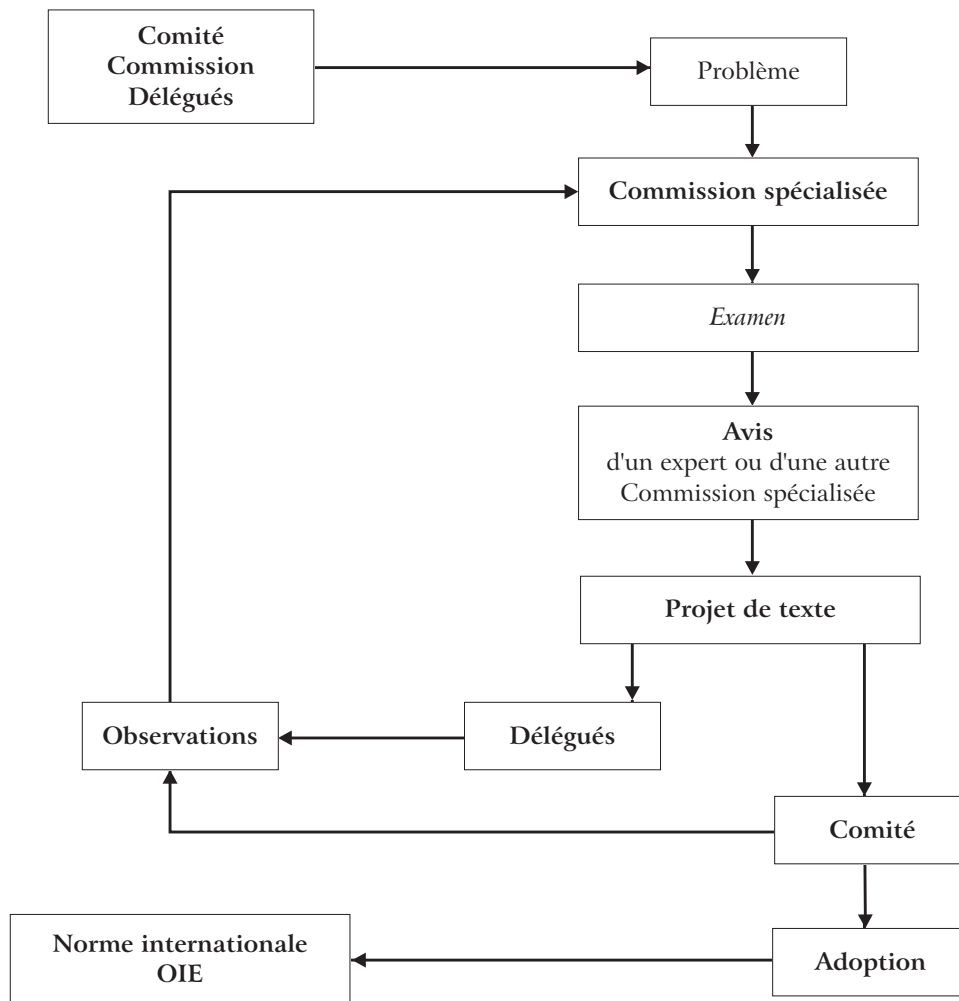 Comité
Commission
Délégués
Problème
Commission spécialisée
Examen
Avis
d'un expert ou d'une autre
Commission spécialisée
Projet de texte
Observations
Délégués
Comité
Norme internationale
OIE
Adoption